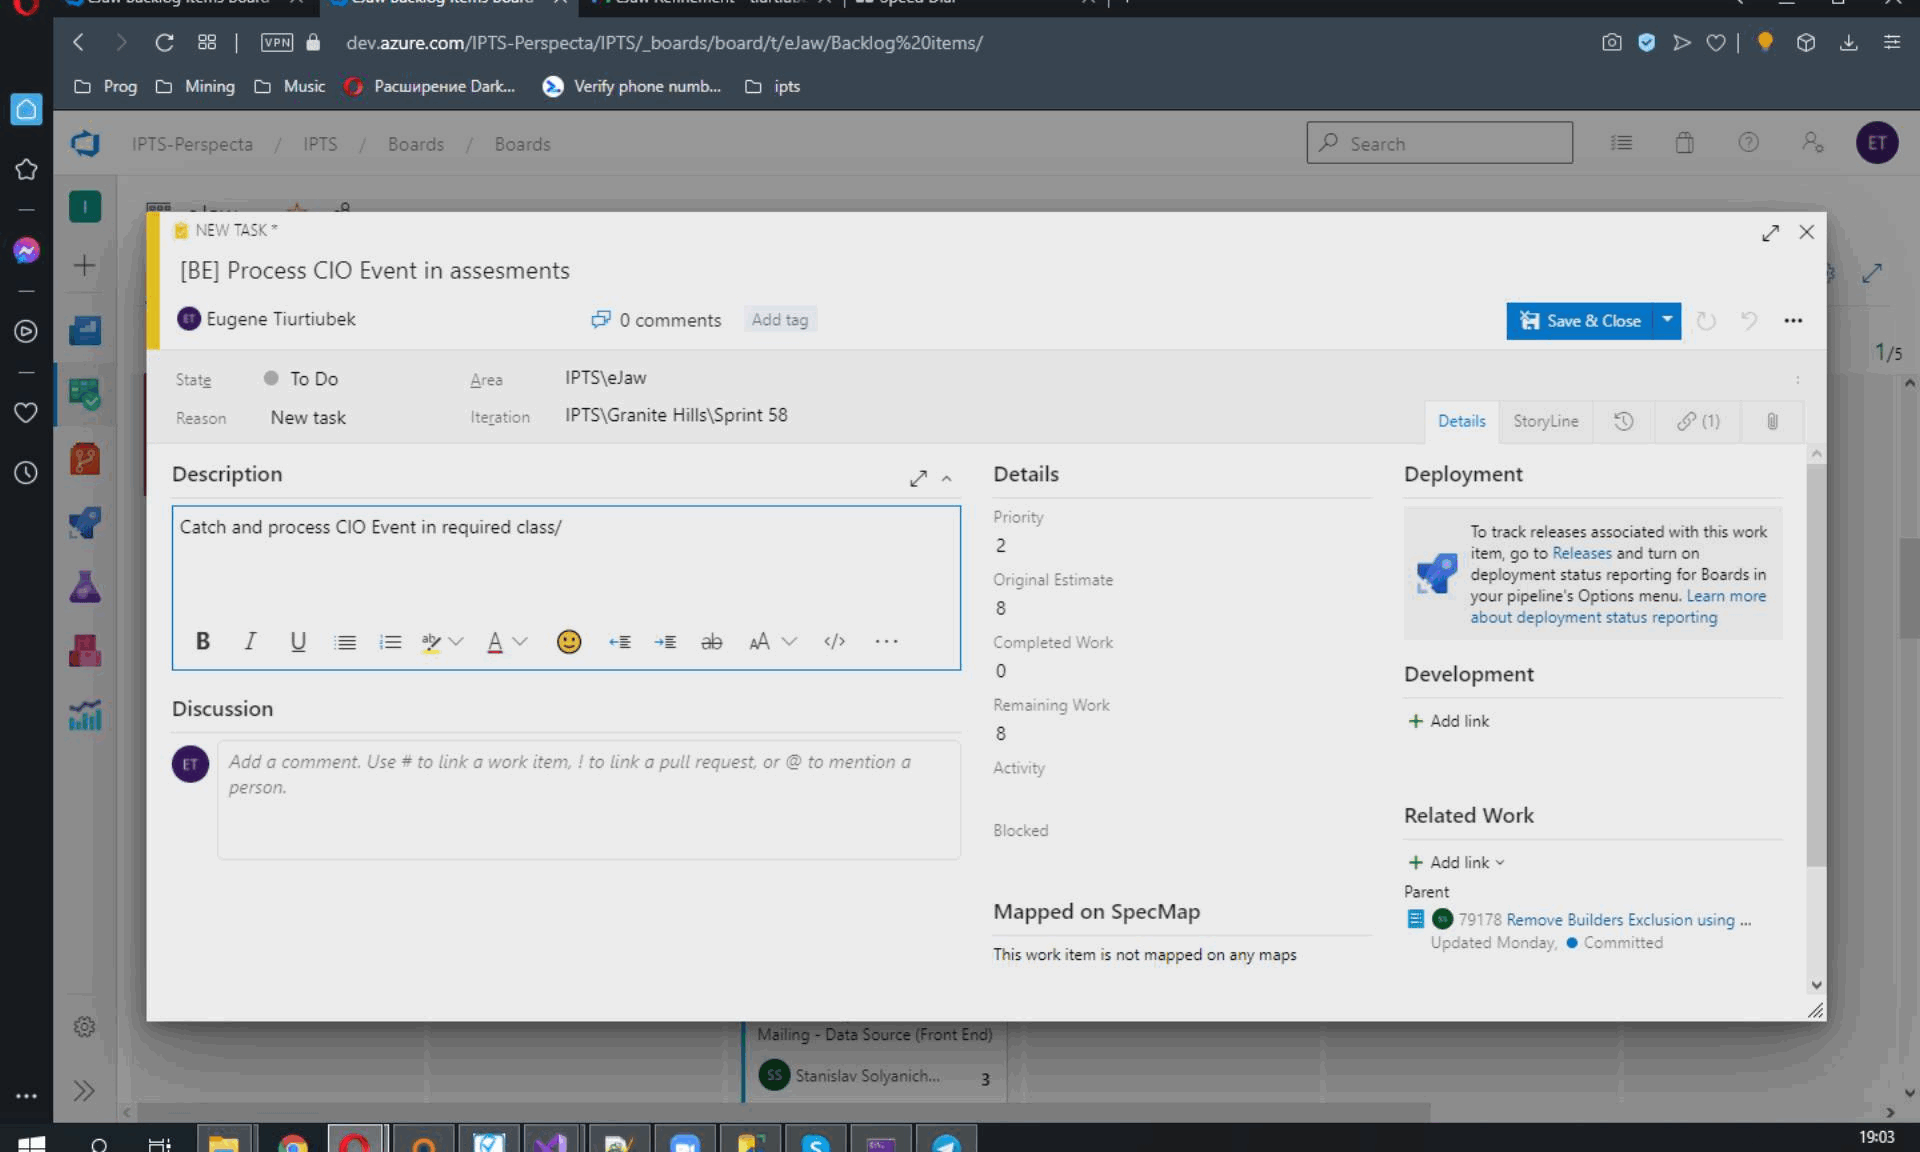 VPN
dev.azure.com/IPTS-Perspecta/IPTS/_boards/board/t/eJaw/Backlog%20items/
Prog
Mining
Music
Расширение Dark...
Verify phone numb...
ipts
IPTS-Perspecta / IPTS / Boards / Boards
Search
ET
I
NEW TASK *
[BE] Process CIO Event in assesments
ET Eugene Tiurtiubek
0 comments
Add tag
Save & Close
1/5
State
To Do
Area
IPTS\eJaw
Reason
New task
Iteration
IPTS\Granite Hills\Sprint 58
Details
StoryLine
(1)
Description
Catch and process CIO Event in required class/
B I U
Discussion
ET
Add a comment. Use # to link a work item, ! to link a pull request, or @ to mention a
person.
Details
Priority
2
Original Estimate
8
Completed Work
0
Remaining Work
8
Activity
Blocked
Mapped on SpecMap
This work item is not mapped on any maps
Deployment
To track releases associated with this work
item, go to Releases and turn on
deployment status reporting for Boards in
your pipeline's Options menu. Learn more
about deployment status reporting
Development
+ Add link
Related Work
+ Add link
Parent
SS 79178 Remove Builders Exclusion using ...
Updated Monday, Committed
Mailing - Data Source (Front End)
SS Stanislav Solyanich...
3
19:03